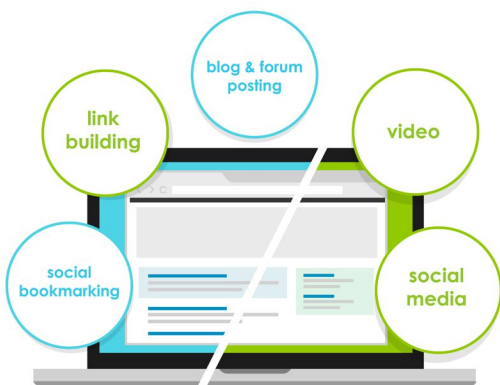 blog & forum
posting
link
building
video
social
bookmarking
social
media